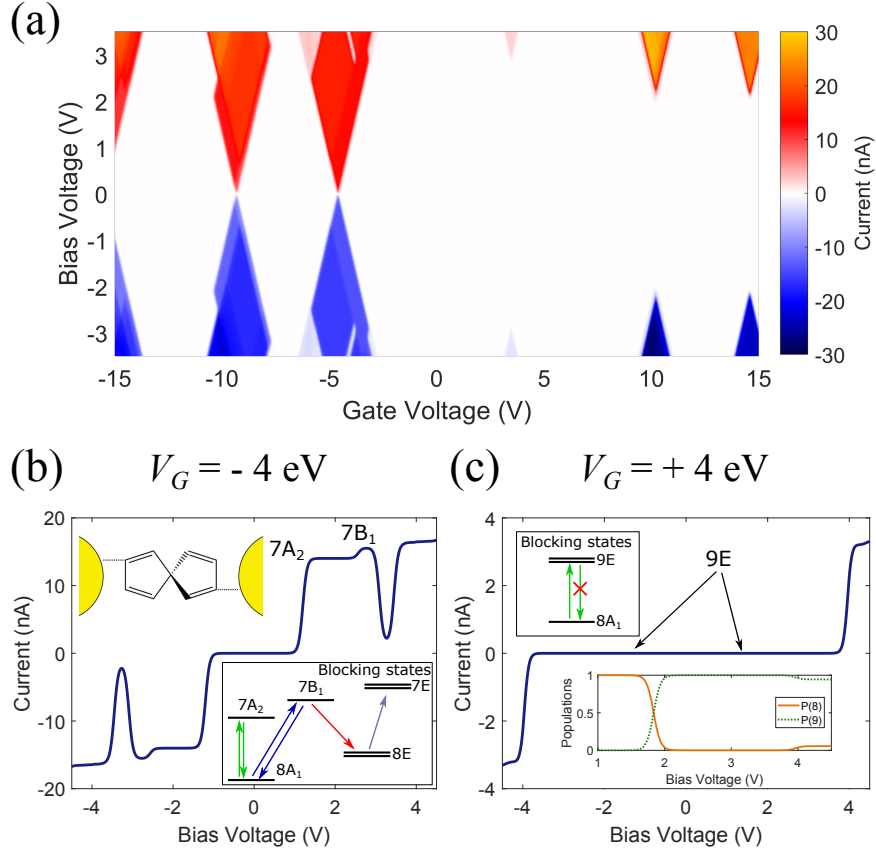 (a)
3
2
1
0
-1
-2
-3
Bias Voltage (V)
-15
-10
-5
0
5
10
15
Gate Voltage (V)
30
20
10
0
-10
-20
-30
Current (nA)
(b)
V_G = - 4 eV
20
10
0
-10
-20
Current (nA)
-4
-2
0
2
4
Bias Voltage (V)
7A₂
7B₁
Blocking states
7B₁
7E
7A₂
8E
8A₁
(c)
V_G = + 4 eV
4
2
0
-2
-4
Current (nA)
-4
-2
0
2
4
Bias Voltage (V)
Blocking states
9E
8A₁
9E
1
0.5
0
Populations
1
2
3
4
Bias Voltage (V)
P(8)
P(9)